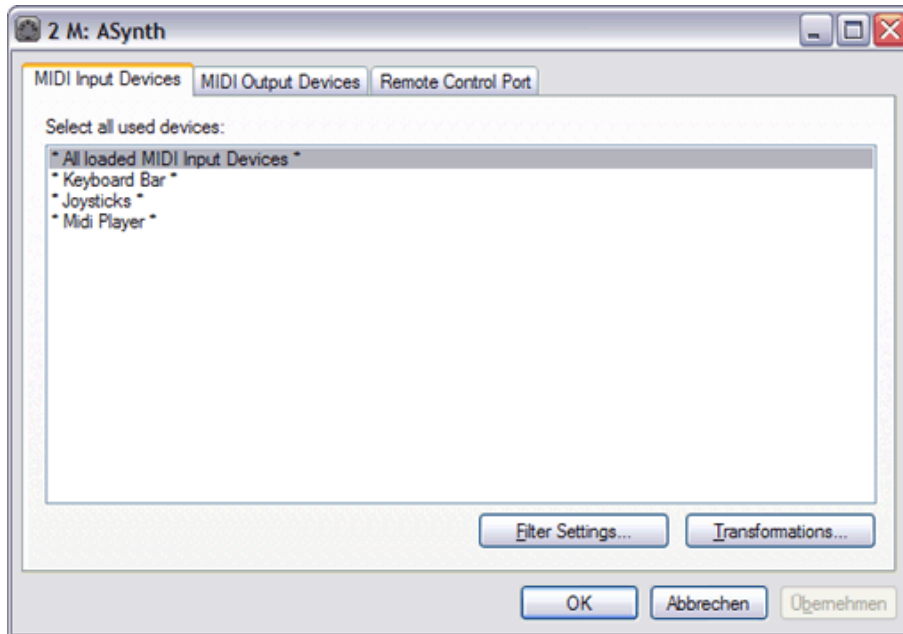 2 M: ASynth
MIDI Input Devices MIDI Output Devices Remote Control Port
Select all used devices:
* All loaded MIDI Input Devices *
* Keyboard Bar *
* Joysticks *
* Midi Player *
Filter Settings... Transformations...
OK Abbrechen Übernehmen